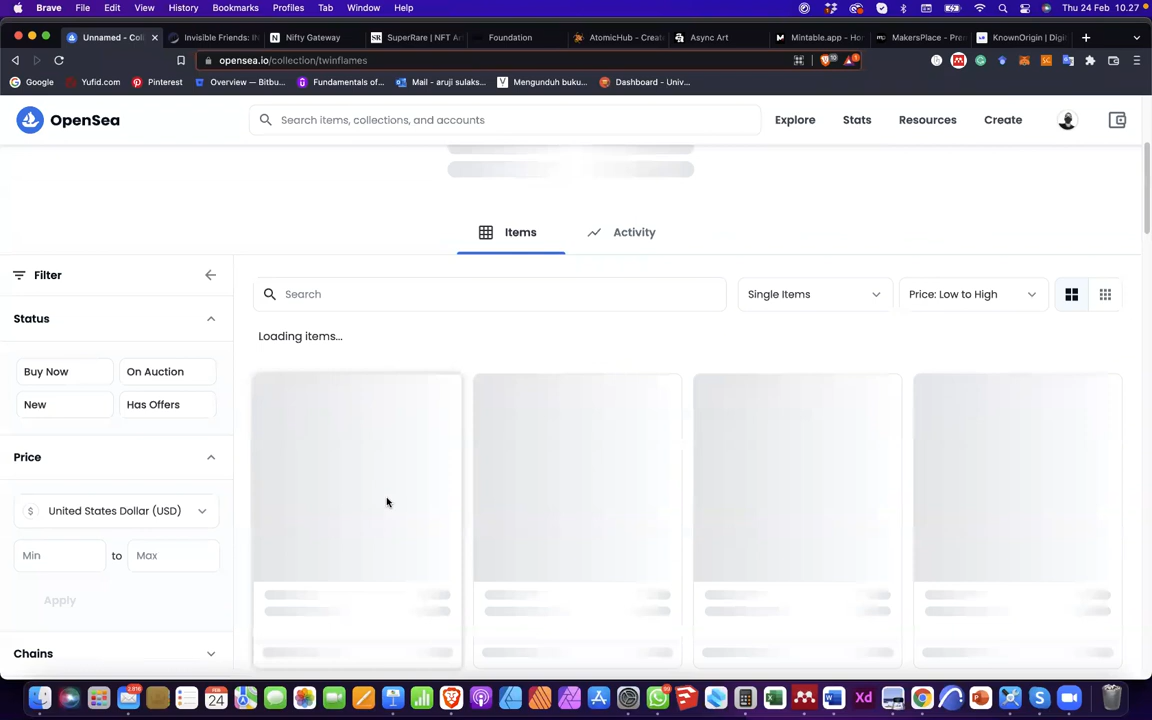 Brave File Edit View History Bookmarks Profiles Tab Window Help Thu 24 Feb 10.27
Unnamed - Coll Invisible Friends: IN Nifty Gateway SuperRare | NFT Ar Foundation AtomicHub - Creat Async Art Mintable.app - Hom MakersPlace - Prem KnownOrigin | Digi
opensea.io/collection/twinflames
Google Yufid.com Pinterest Overview — Bitbu... Fundamentals of... Mail - aruji sulaks... Mengunduh buku... Dashboard - Univ...
OpenSea Search items, collections, and accounts Explore Stats Resources Create
Items Activity
Filter
Search Single Items Price: Low to High
Status
Loading items...
Buy Now On Auction
New Has Offers
Price
$ United States Dollar (USD)
Min to Max
Apply
Chains